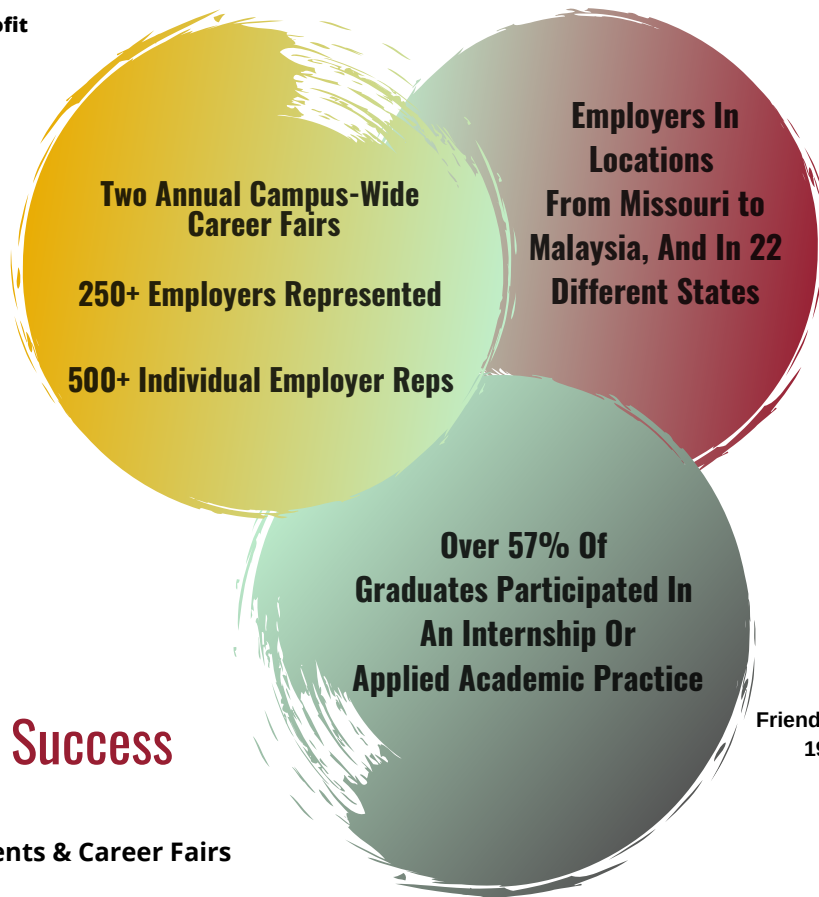 ofit
Two Annual Campus-Wide
Career Fairs
250+ Employers Represented
500+ Individual Employer Reps
Employers In
Locations
From Missouri to
Malaysia, And In 22
Different States
Over 57% Of
Graduates Participated In
An Internship Or
Applied Academic Practice
Success
Friend
19
ents & Career Fairs